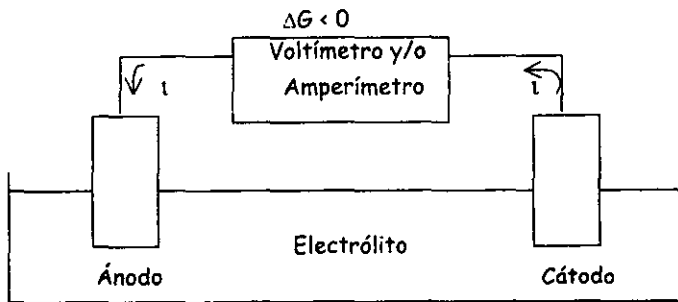 ΔG < 0
Voltímetro y/o
Amperímetro
ι
ι
Electrólito
Ánodo
Cátodo